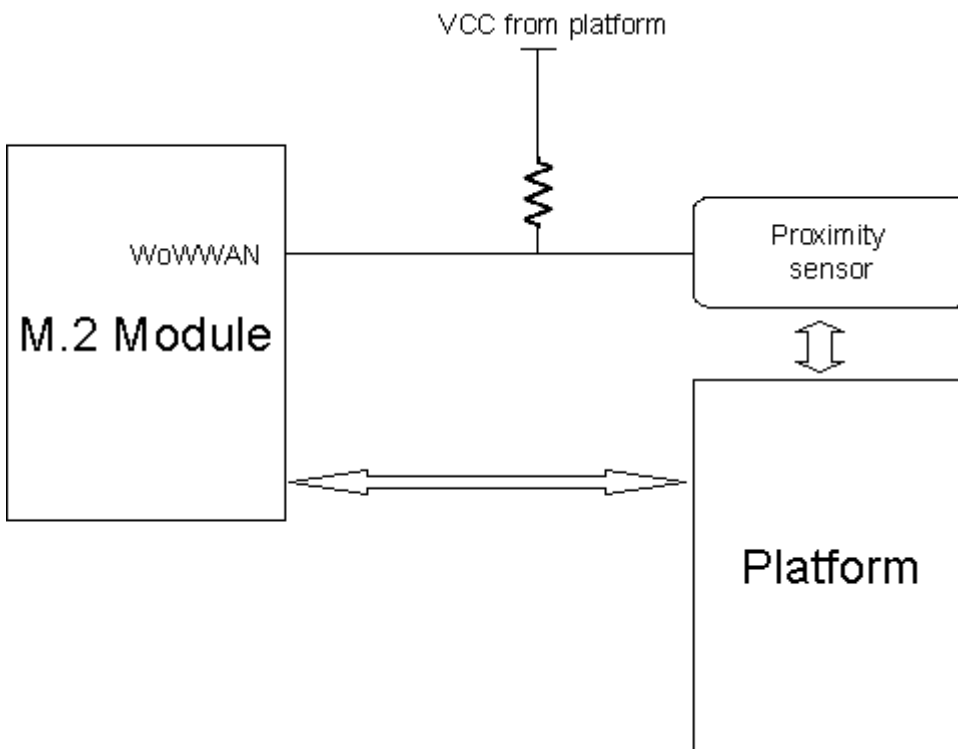 VCC from platform
WoWWAN
M.2 Module
Proximity
sensor
Platform